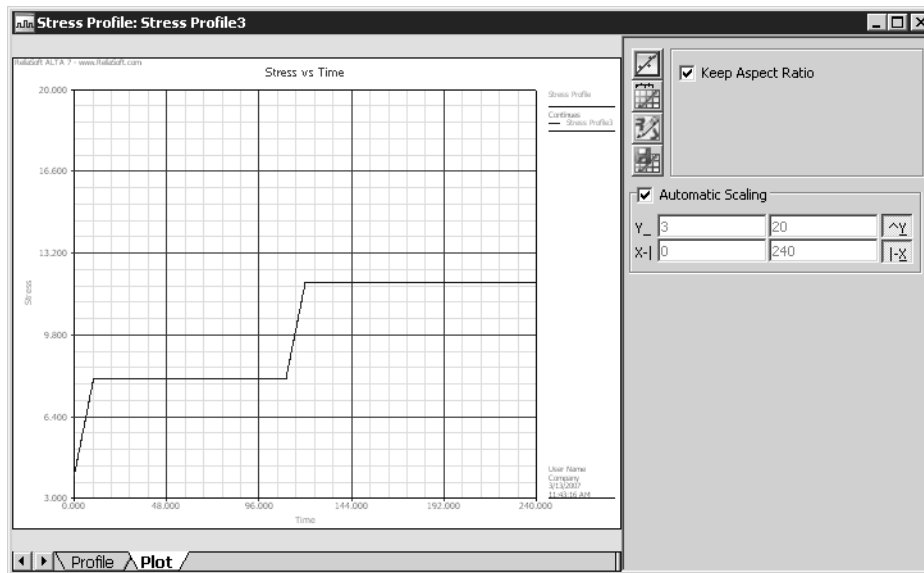 Stress Profile: Stress Profile3
ReliaSoft ALTA 7 - www.ReliaSoft.com
Stress vs Time
20.000
16.600
13.200
9.800
6.400
3.000
Stress
0.000 48.000 96.000 144.000 192.000 240.000
Time
Stress Profile
Continues
Stress Profile3
User Name
Company
3/13/2007
11:43:16 AM
Profile Plot
Keep Aspect Ratio
Automatic Scaling
Y_ 3 20 ^Y
X-| 0 240 |-X